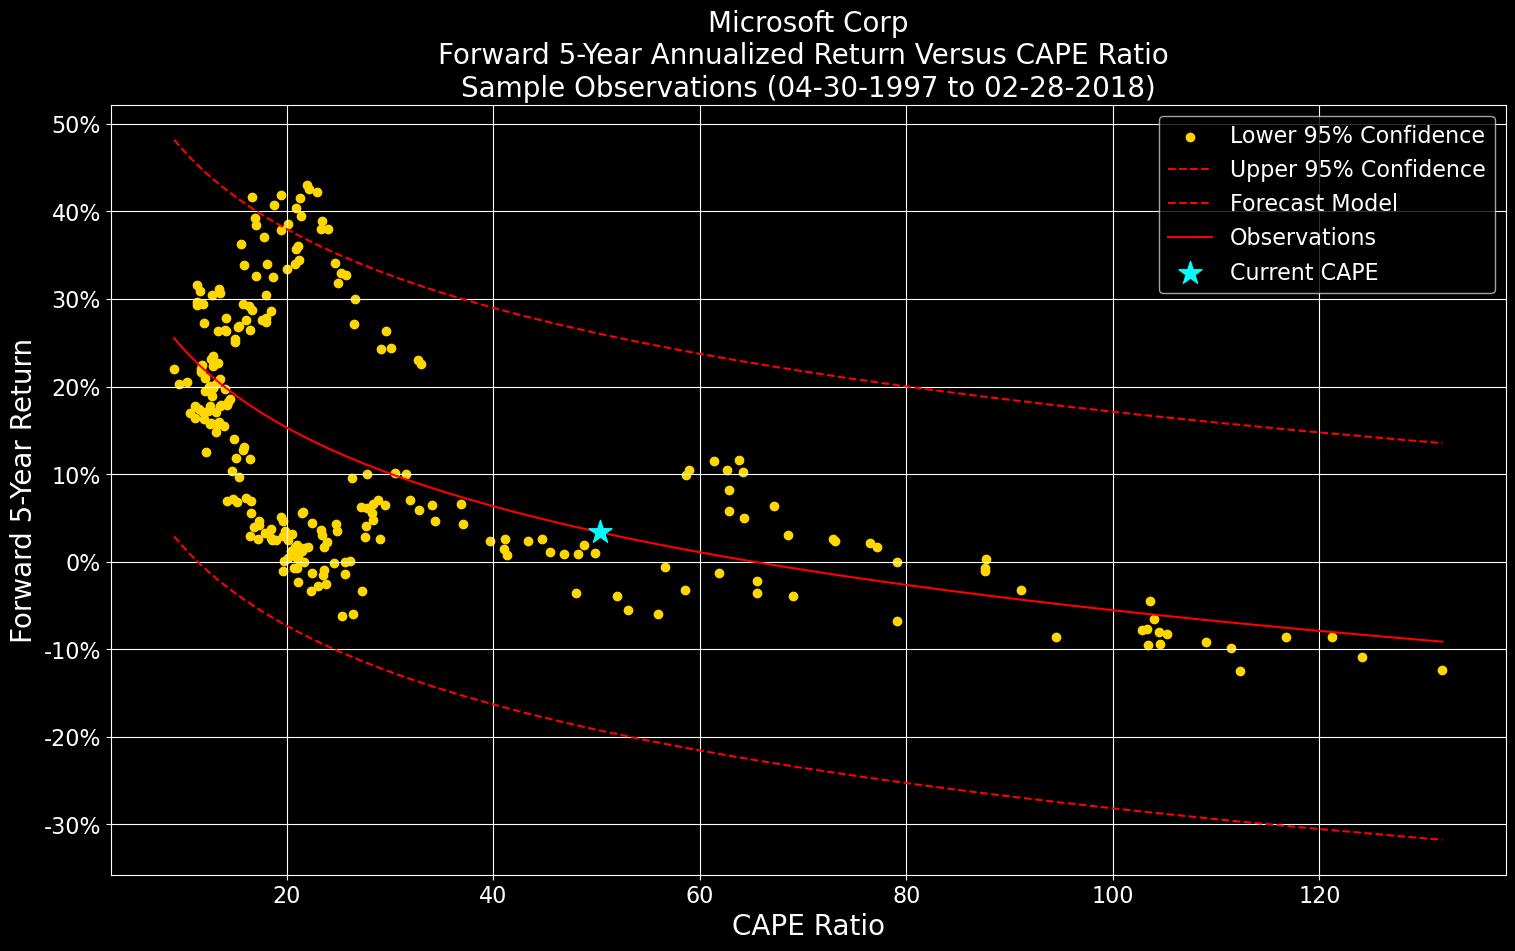 Microsoft Corp
Forward 5-Year Annualized Return Versus CAPE Ratio
Sample Observations (04-30-1997 to 02-28-2018)
Lower 95% Confidence
Upper 95% Confidence
Forecast Model
Observations
Current CAPE
Forward 5-Year Return
50%
40%
30%
20%
10%
0%
-10%
-20%
-30%
20 40 60 80 100 120
CAPE Ratio